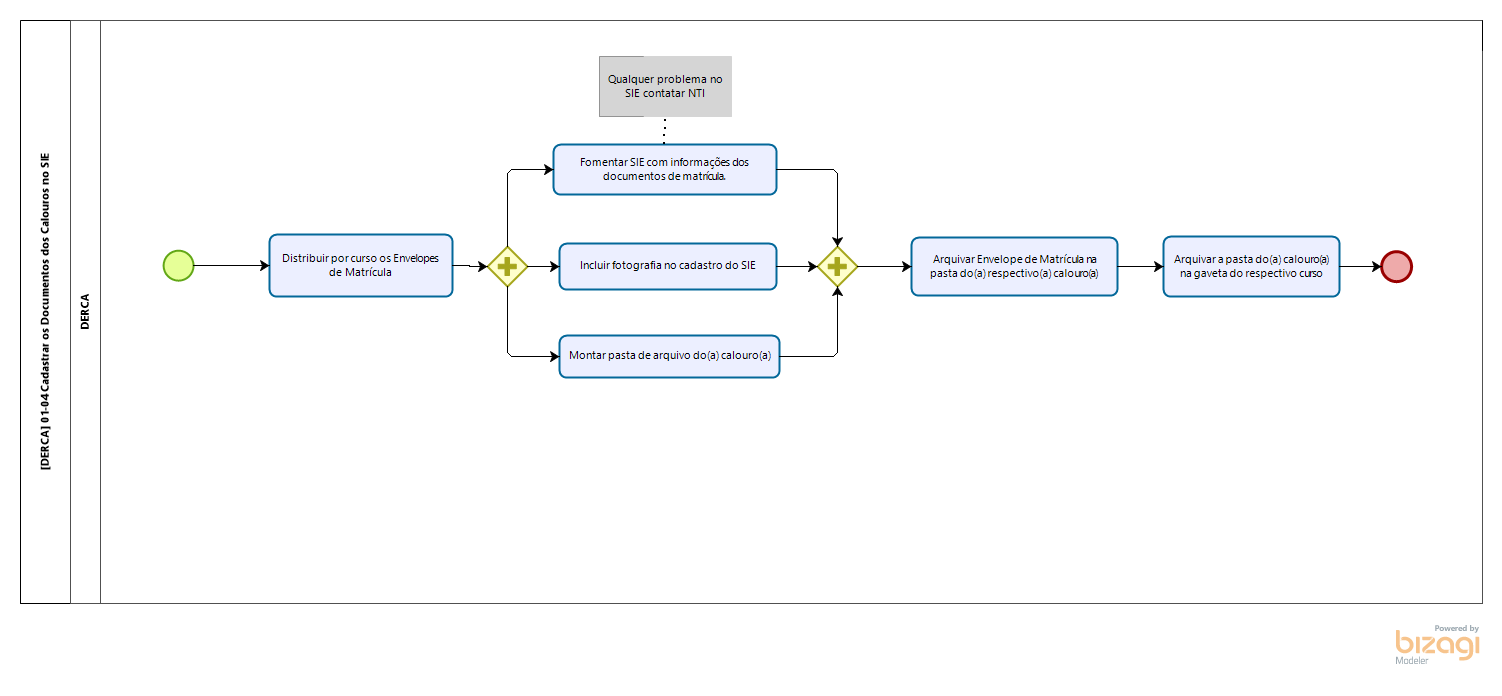 [DERCA] 01-04 Cadastrar os Documentos dos Calouros no SIE
DERCA
Qualquer problema no
SIE contatar NTI
Fomentar SIE com informações dos
documentos de matrícula.
Distribuir por curso os Envelopes
de Matrícula
Incluir fotografia no cadastro do SIE
Montar pasta de arquivo do(a) calouro(a)
Arquivar Envelope de Matrícula na
pasta do(a) respectivo(a) calouro(a)
Arquivar a pasta do(a) calouro(a)
na gaveta do respectivo curso
Powered by
bizagi
Modeler